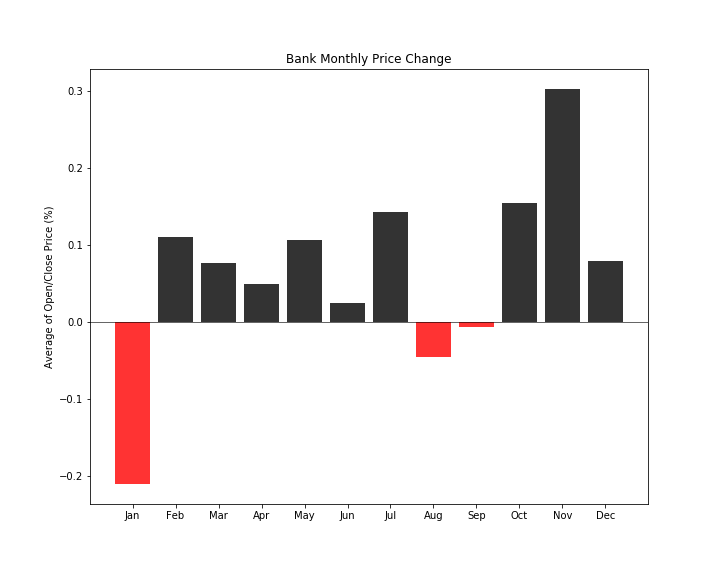 Bank Monthly Price Change
Average of Open/Close Price (%)
0.3
0.2
0.1
0.0
−0.1
−0.2
Jan Feb Mar Apr May Jun Jul Aug Sep Oct Nov Dec